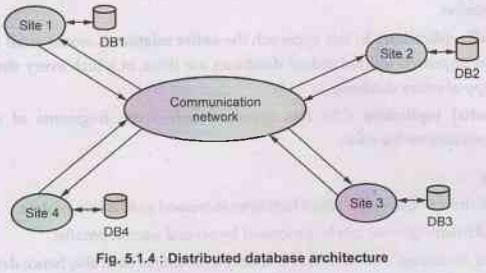 Site 1
DB1
Site 2
DB2
Communication
network
Site 4
DB4
Site 3
DB3
Fig. 5.1.4 : Distributed database architecture